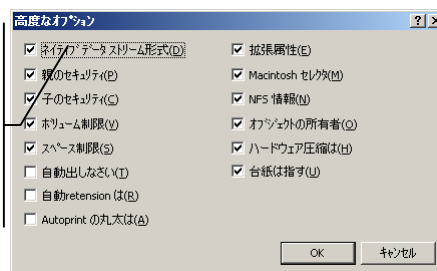 高度なオプション
ネイティブ データ ストリーム形式(D)
親のセキュリティ(P)
子のセキュリティ(C)
ボリューム制限(V)
スペース制限(S)
自動出しなさい(T)
自動retension は(R)
Autoprint の丸太は(A)
拡張属性(E)
Macintosh セレクタ(M)
NFS 情報(N)
オブジェクトの所有者(O)
ハードウェア圧縮は(H)
台紙は指す(U)
OK
キャンセル